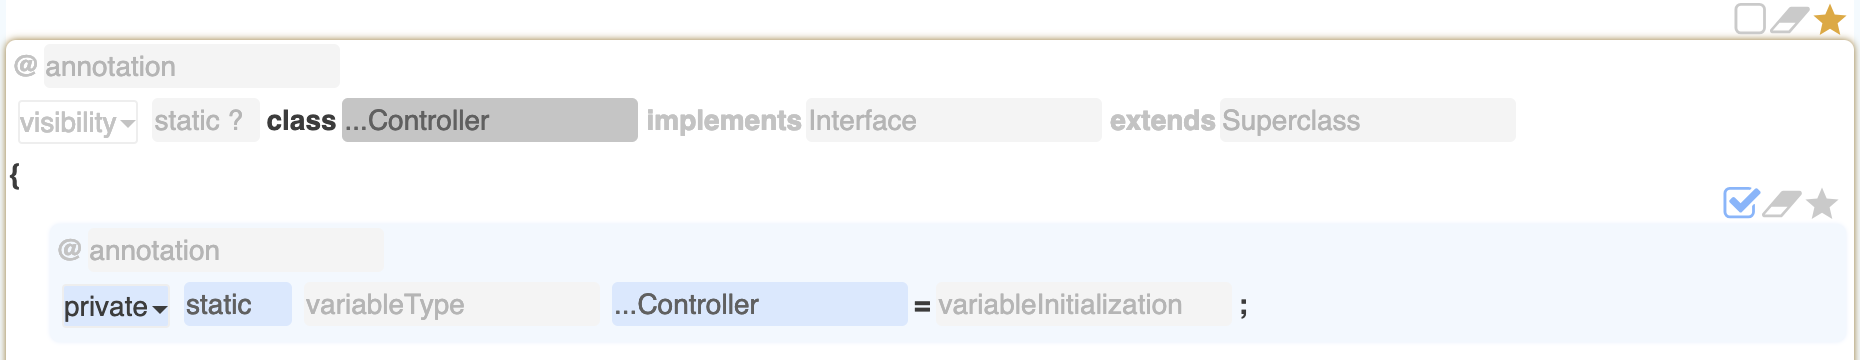 @ annotation
visibility static ? class ...Controller implements Interface extends Superclass
{
@ annotation
private static variableType ...Controller = variableInitialization ;